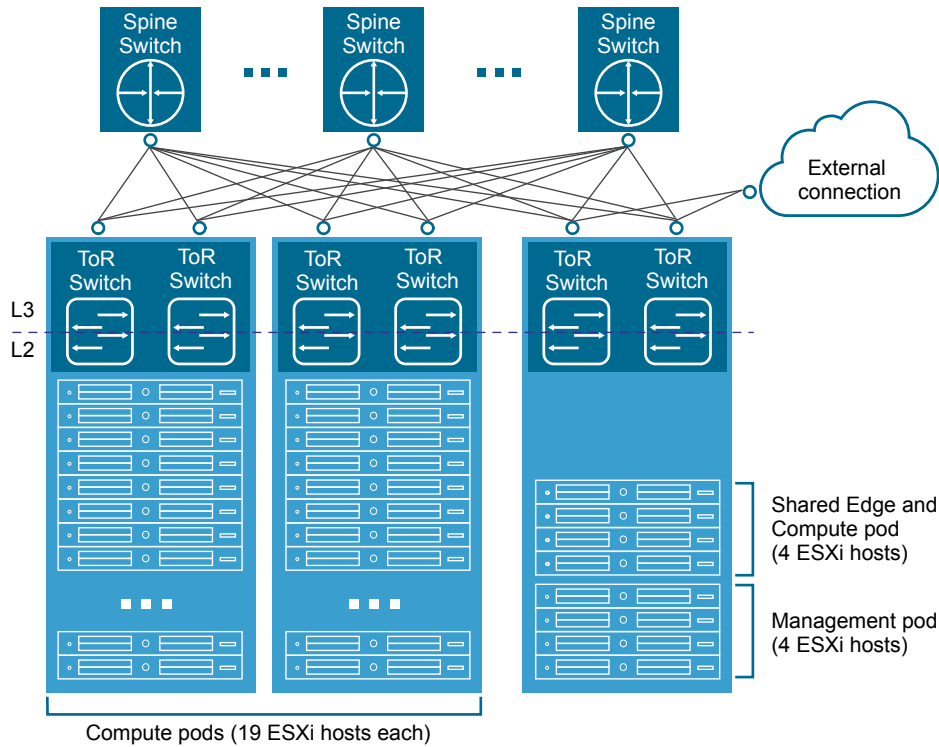 Spine
Switch
Spine
Switch
Spine
Switch
External
connection
ToR
Switch
ToR
Switch
ToR
Switch
ToR
Switch
ToR
Switch
ToR
Switch
L3
L2
Shared Edge and
Compute pod
(4 ESXi hosts)
Management pod
(4 ESXi hosts)
Compute pods (19 ESXi hosts each)